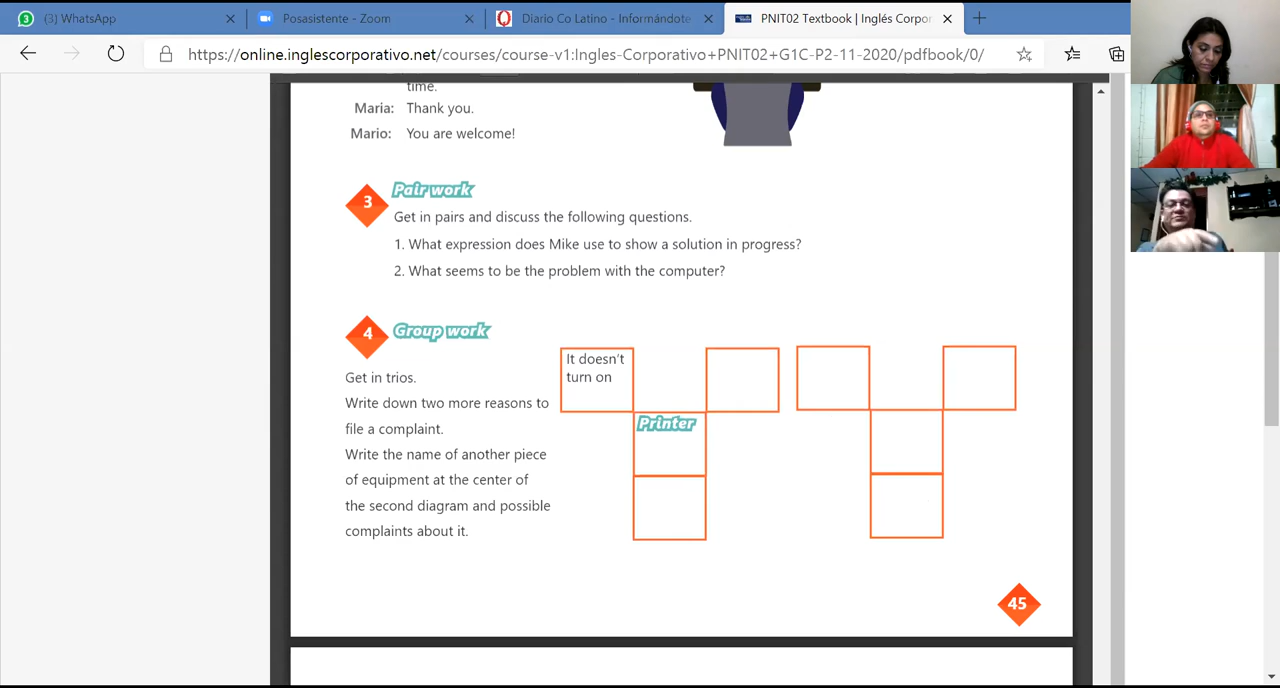 (3) WhatsApp
Posasistente - Zoom
Diario Co Latino - Informándote
PNIT02 Textbook | Inglés Corpor
https://online.inglescorporativo.net/courses/course-v1:Ingles-Corporativo+PNIT02+G1C-P2-11-2020/pdfbook/0/
time.
Maria: Thank you.
Mario: You are welcome!
3 Pair work
Get in pairs and discuss the following questions.
1. What expression does Mike use to show a solution in progress?
2. What seems to be the problem with the computer?
4 Group work
Get in trios.
Write down two more reasons to
file a complaint.
Write the name of another piece
of equipment at the center of
the second diagram and possible
complaints about it.
It doesn't
turn on
Printer
45